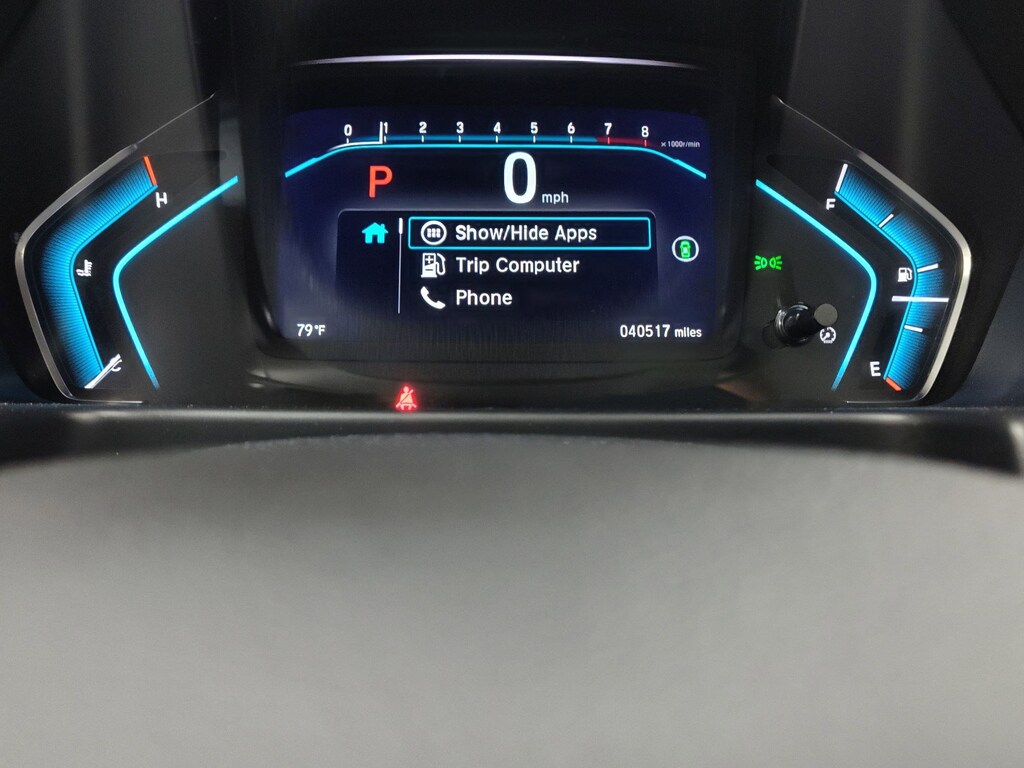 0 1 2 3 4 5 6 7 8
x1000r/min
P 0 mph
H
F
Show/Hide Apps
Trip Computer
Phone
79°F
040517 miles
C
E